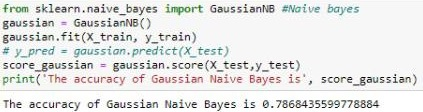 from sklearn.naive_bayes import GaussianNB #Naive bayes
gaussian = GaussianNB()
gaussian.fit(X_train, y_train)
# y_pred = gaussian.predict(X_test)
score_gaussian = gaussian.score(X_test,y_test)
print('The accuracy of Gaussian Naive Bayes is', score_gaussian)
The accuracy of Gaussian Naive Bayes is 0.7868435599778884